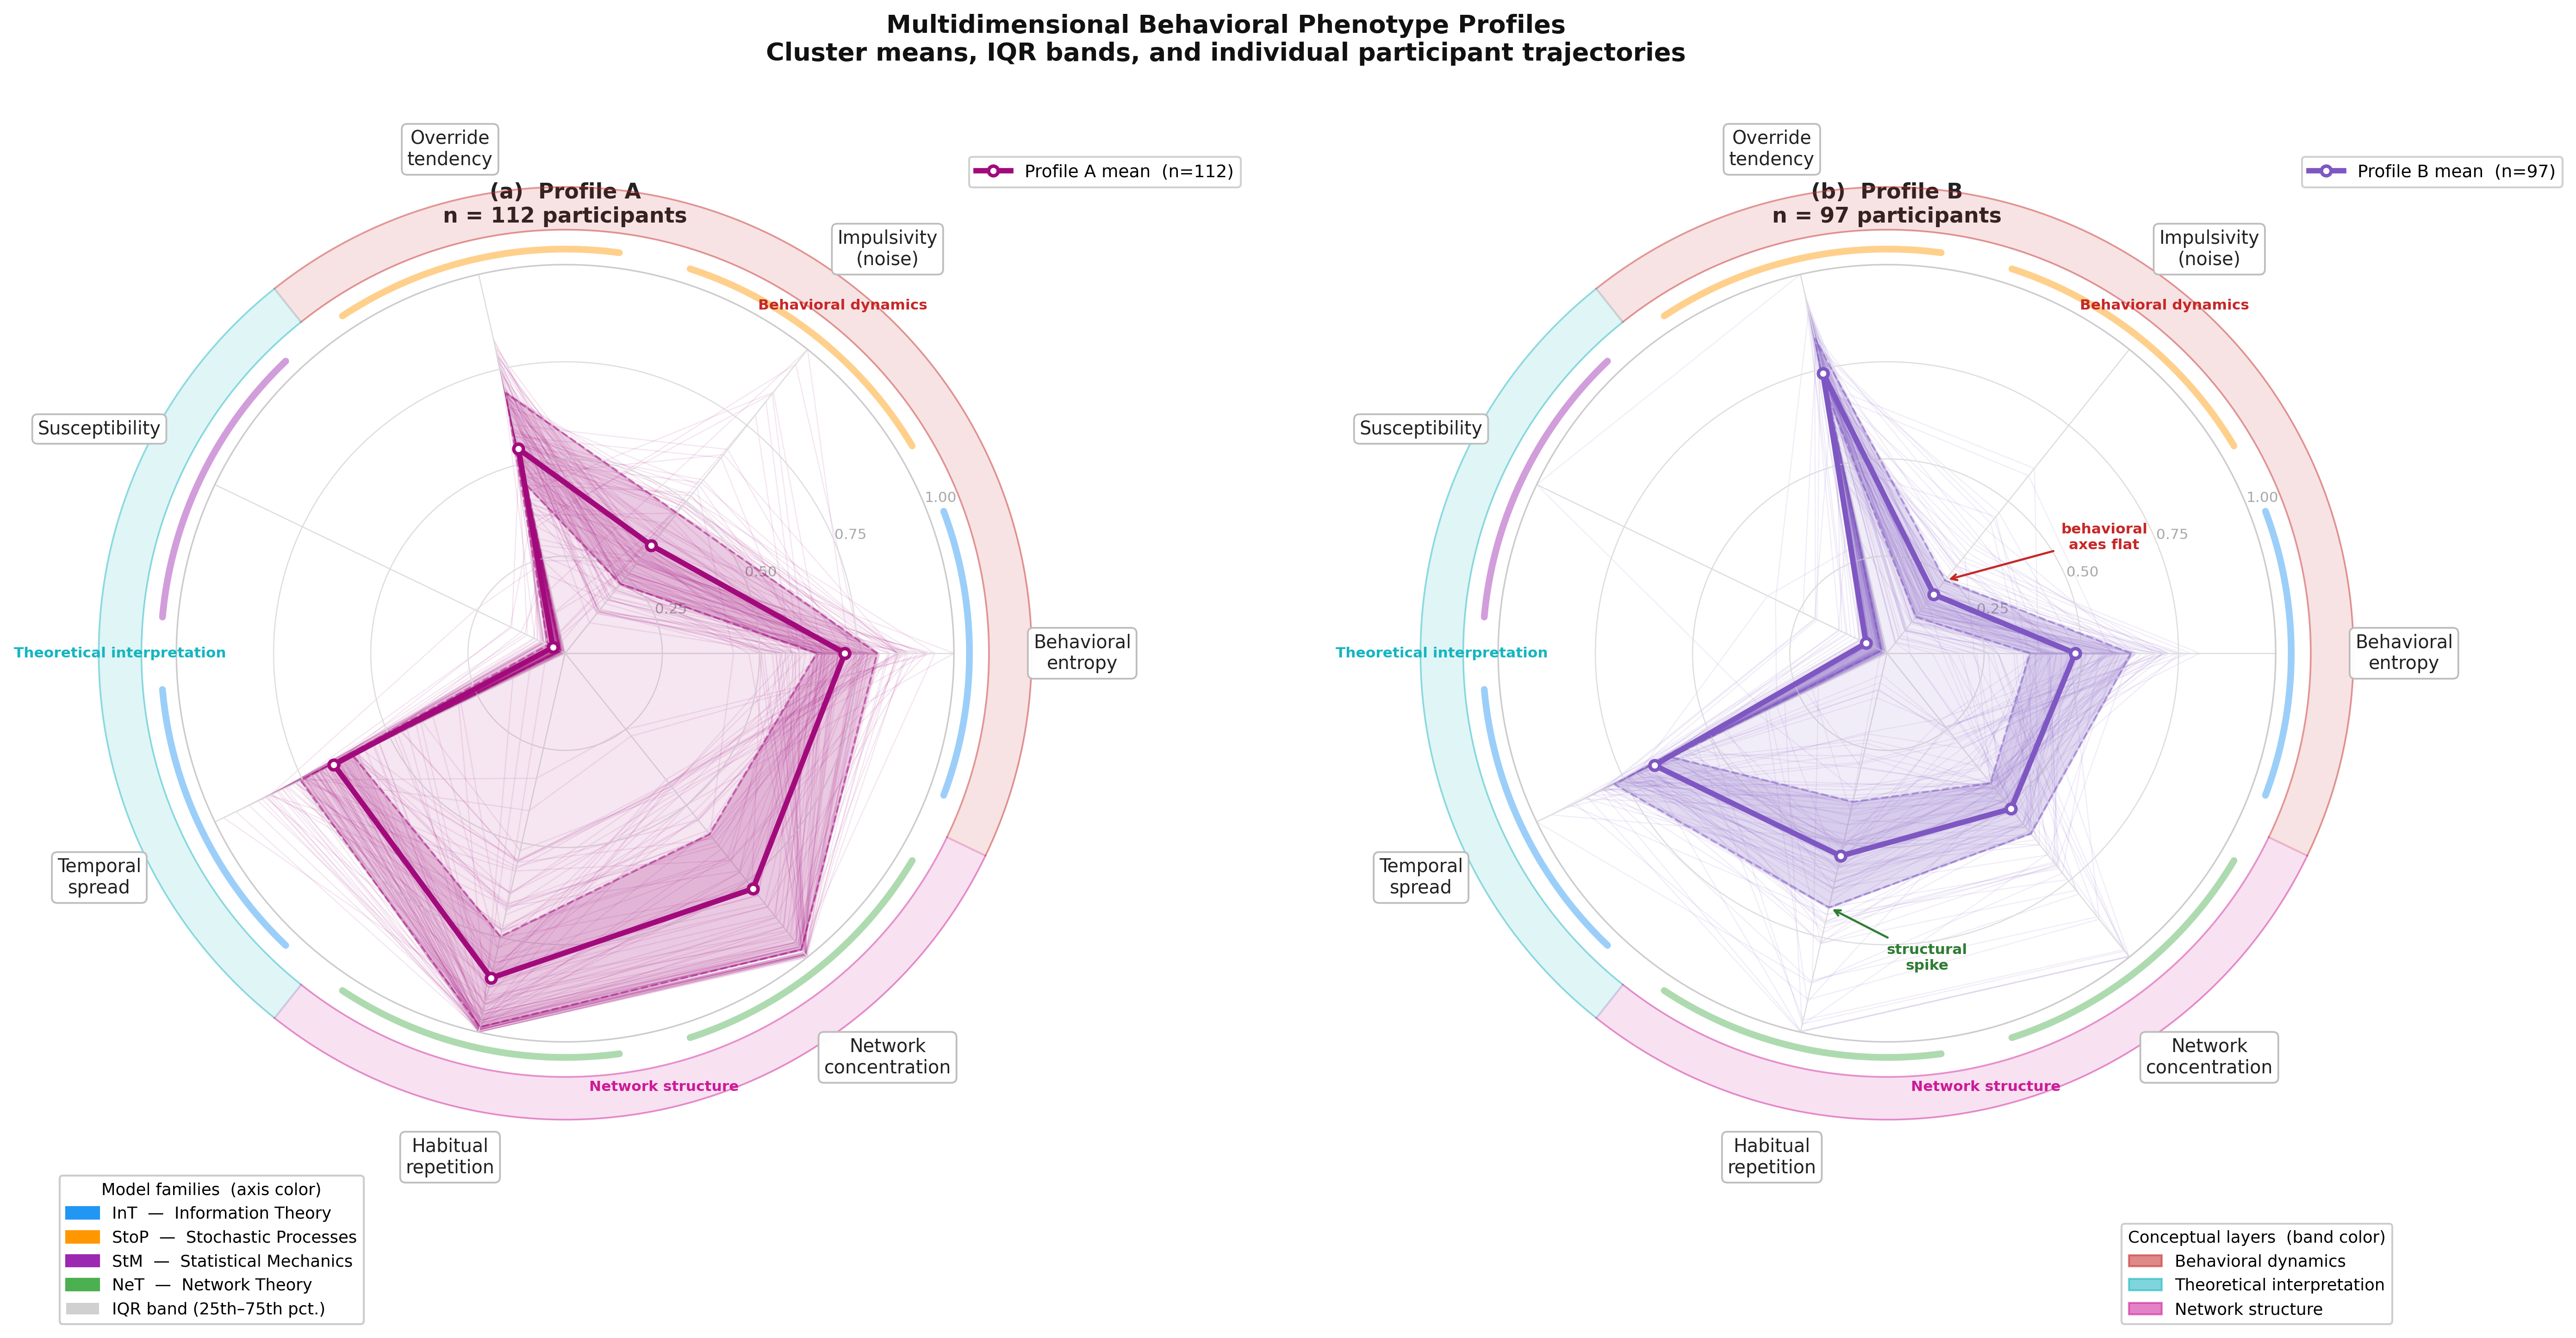 Multidimensional Behavioral Phenotype Profiles
Cluster means, IQR bands, and individual participant trajectories
Override
tendency
Profile A mean  (n=112)
(a)  Profile A
n = 112 participants
Impulsivity
(noise)
Behavioral dynamics
Susceptibility
1.00
0.75
0.50
0.25
Theoretical interpretation
Behavioral
entropy
Temporal
spread
Network
concentration
Network structure
Habitual
repetition
Model families  (axis color)
InT  —  Information Theory
StoP  —  Stochastic Processes
StM  —  Statistical Mechanics
NeT  —  Network Theory
IQR band (25th–75th pct.)
Override
tendency
Profile B mean  (n=97)
(b)  Profile B
n = 97 participants
Impulsivity
(noise)
Behavioral dynamics
Susceptibility
1.00
behavioral
axes flat
0.75
0.50
0.25
Theoretical interpretation
Behavioral
entropy
Temporal
spread
structural
spike
Network
concentration
Network structure
Habitual
repetition
Conceptual layers  (band color)
Behavioral dynamics
Theoretical interpretation
Network structure